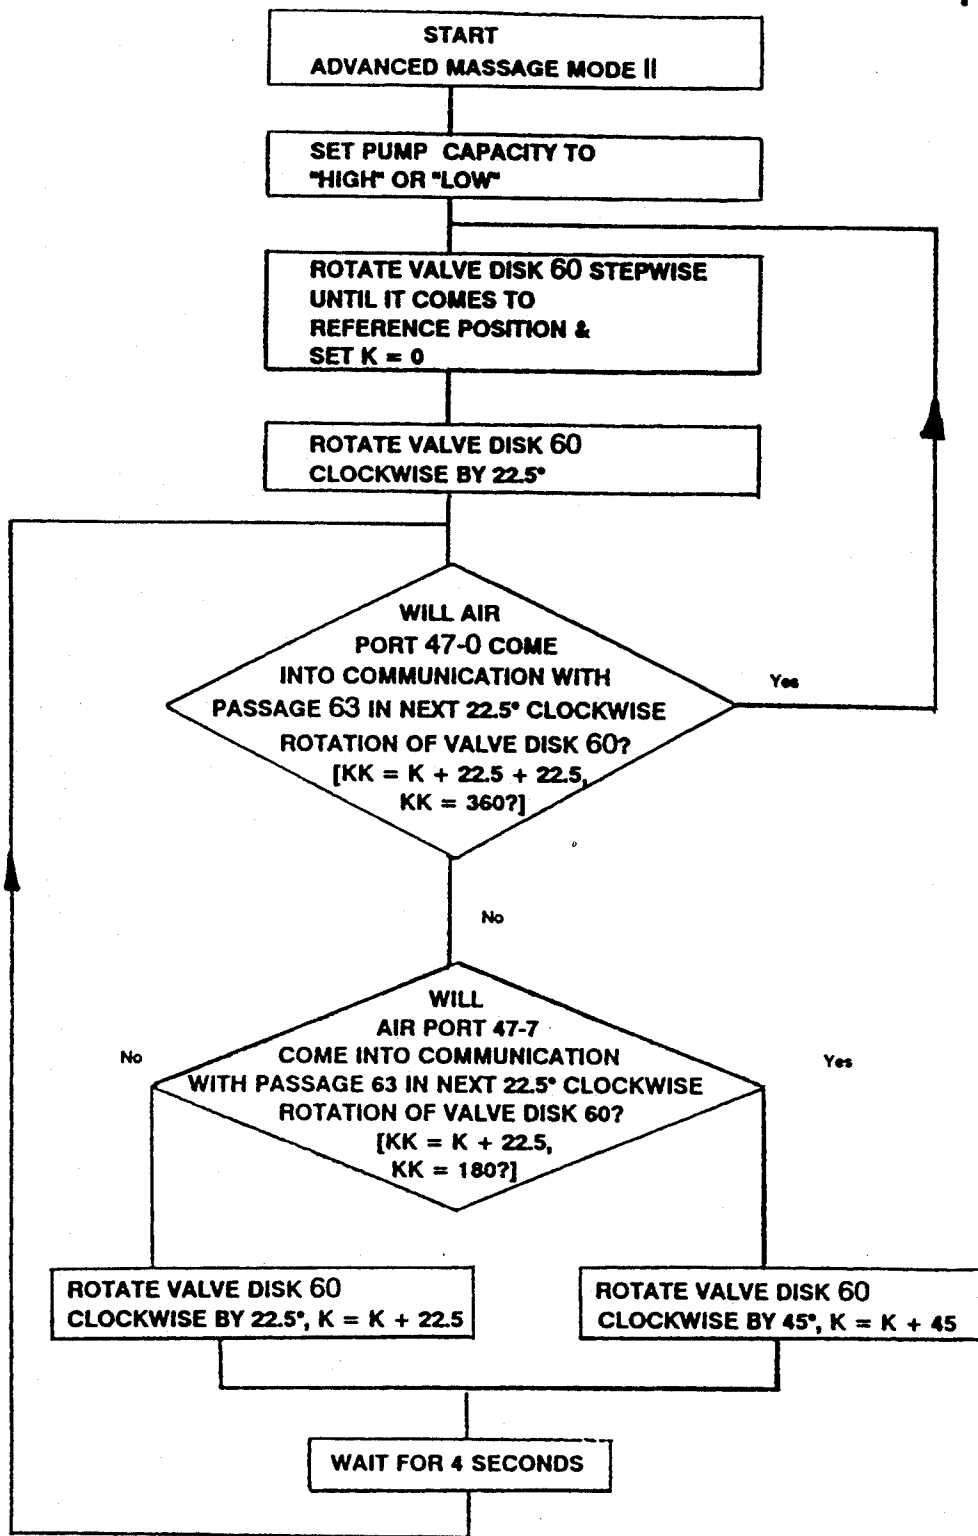 START
ADVANCED MASSAGE MODE II
SET PUMP CAPACITY TO
"HIGH" OR "LOW"
ROTATE VALVE DISK 60 STEPWISE
UNTIL IT COMES TO
REFERENCE POSITION &
SET K = 0
ROTATE VALVE DISK 60
CLOCKWISE BY 22.5°
WILL AIR
PORT 47-0 COME
INTO COMMUNICATION WITH
PASSAGE 63 IN NEXT 22.5° CLOCKWISE
ROTATION OF VALVE DISK 60?
[KK = K + 22.5 + 22.5,
KK = 360?]
Yes
No
WILL
AIR PORT 47-7
COME INTO COMMUNICATION
WITH PASSAGE 63 IN NEXT 22.5° CLOCKWISE
ROTATION OF VALVE DISK 60?
[KK = K + 22.5,
KK = 180?]
No
Yes
ROTATE VALVE DISK 60
CLOCKWISE BY 22.5°, K = K + 22.5
ROTATE VALVE DISK 60
CLOCKWISE BY 45°, K = K + 45
WAIT FOR 4 SECONDS